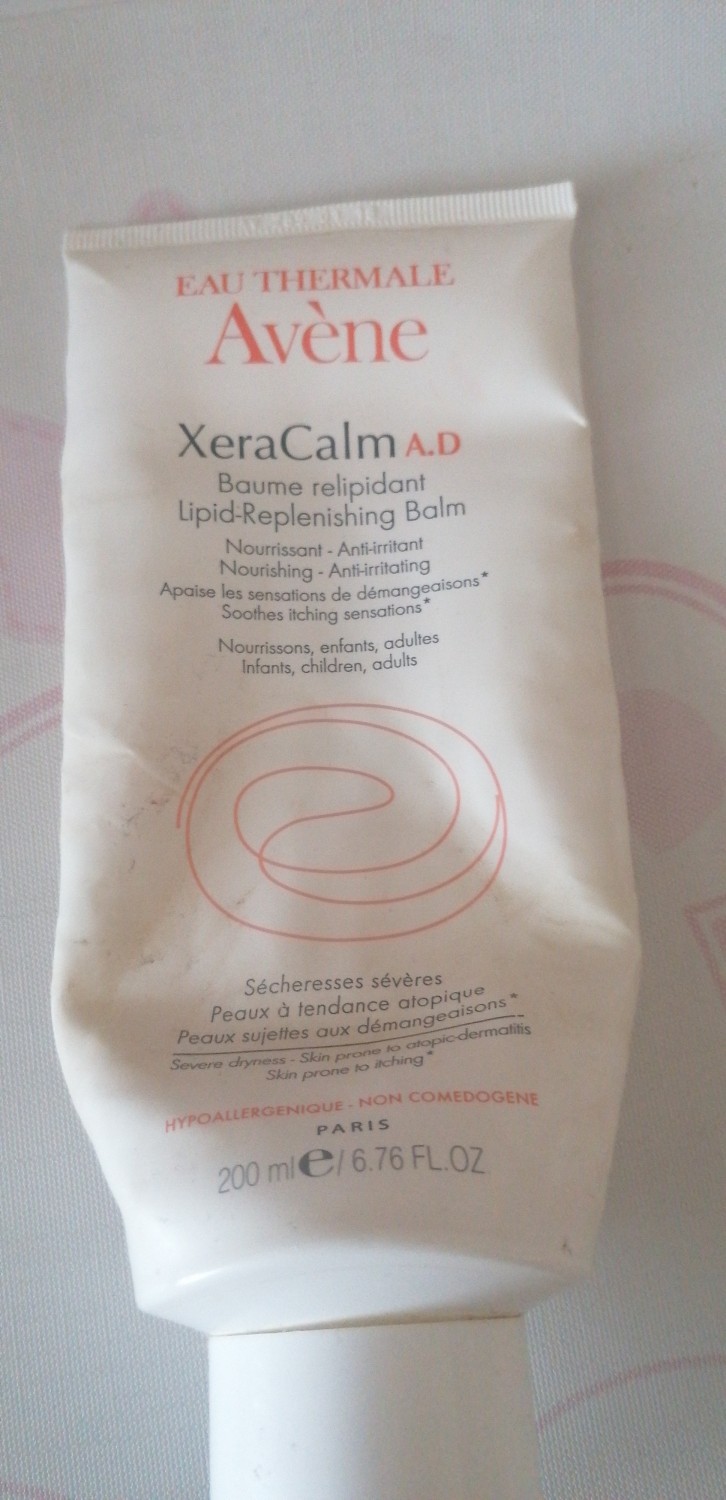 EAU THERMALE
Avène
XeraCalm A.D
Baume relipidant
Lipid-Replenishing Balm
Nourrissant - Anti-irritant
Nourishing - Anti-irritating
Apaise les sensations de démangeaisons*
Soothes itching sensations*
Nourrissons, enfants, adultes
Infants, children, adults
Sécheresses sévères
Peaux à tendance atopique
Peaux sujettes aux démangeaisons*
Severe dryness - Skin prone to atopic-dermatitis
Skin prone to itching*
HYPOALLERGENIQUE - NON COMEDOGENE
PARIS
200 ml e / 6.76 FL.OZ